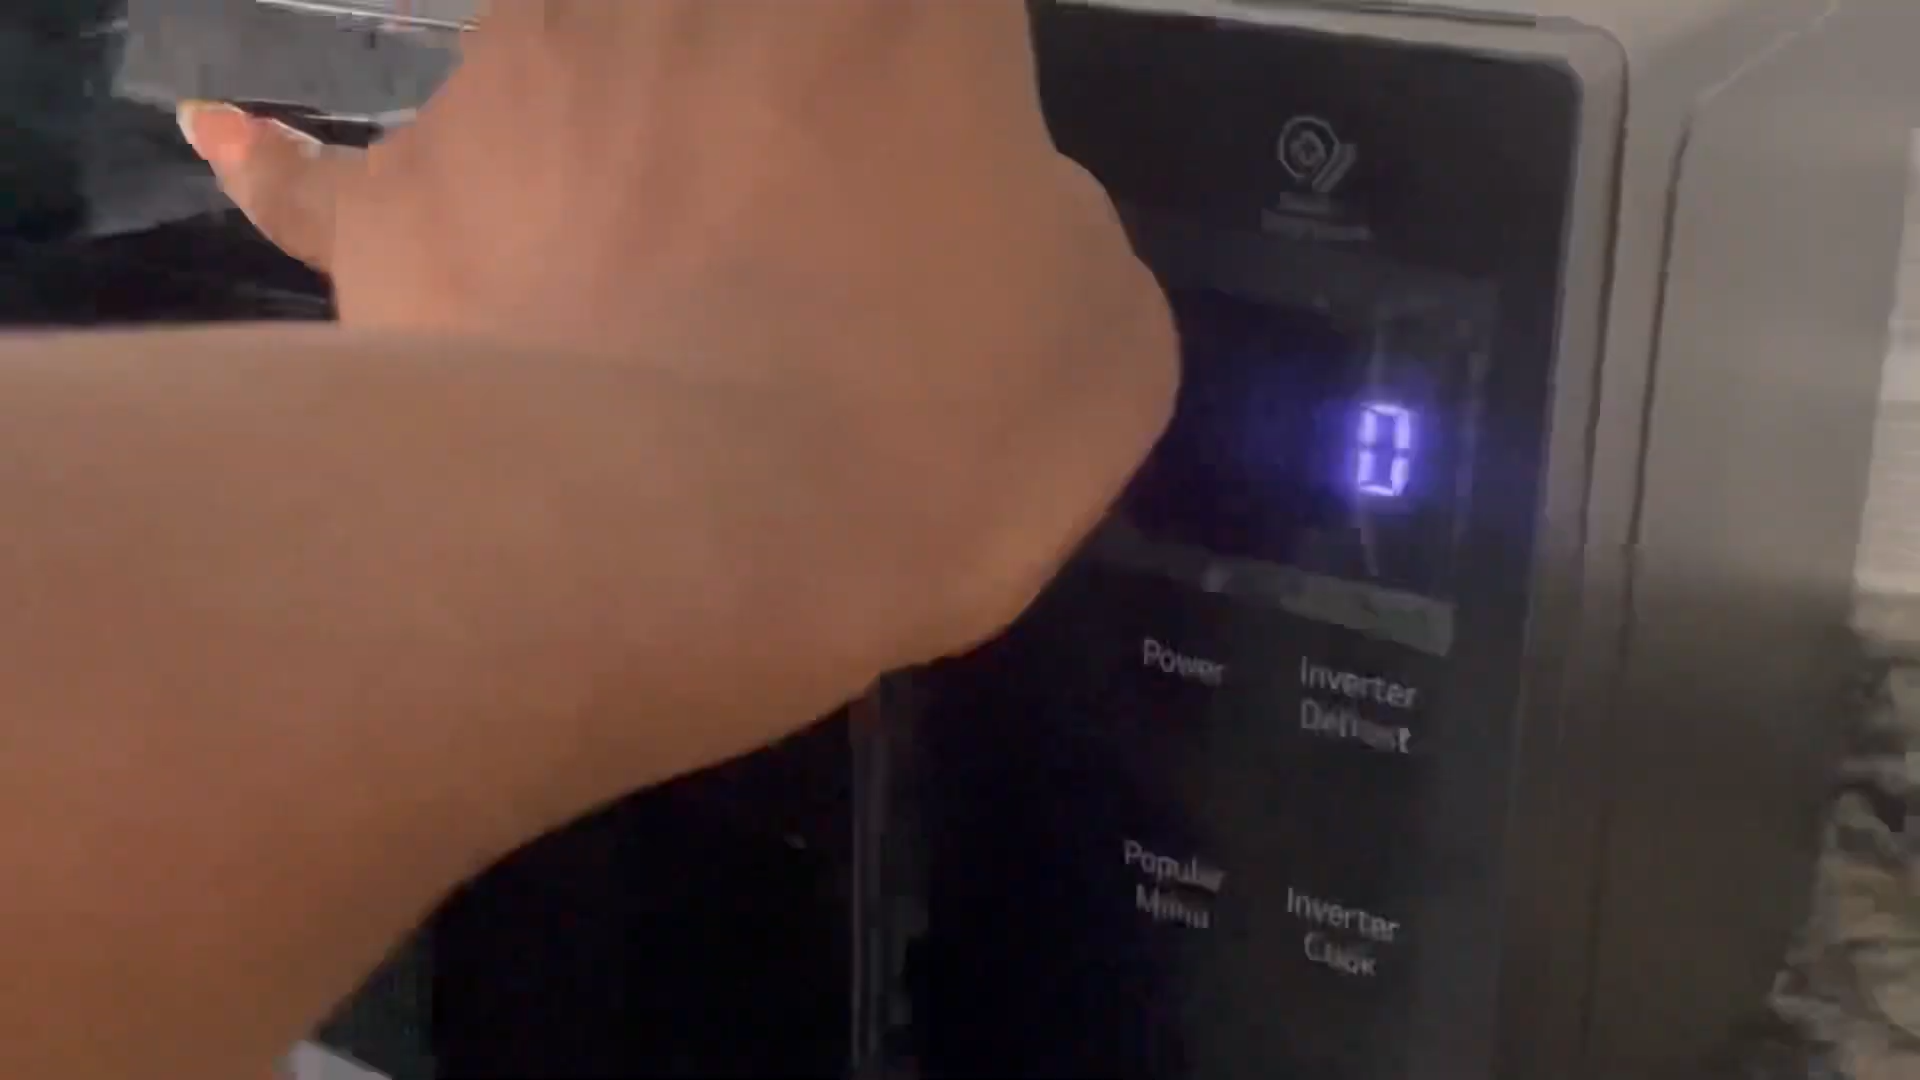 0
Power
Inverter
Defrost
Popular
Menu
Inverter
Cook